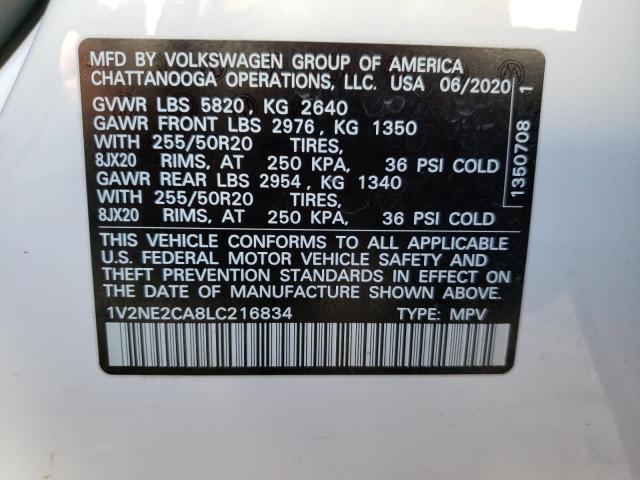 MFD BY VOLKSWAGEN GROUP OF AMERICA
CHATTANOOGA OPERATIONS, LLC. USA 06/2020
GVWR LBS 5820, KG 2640
GAWR FRONT LBS 2976, KG 1350
WITH 255/50R20 TIRES,
8JX20 RIMS, AT 250 KPA, 36 PSI COLD
GAWR REAR LBS 2954, KG 1340
WITH 255/50R20 TIRES,
8JX20 RIMS, AT 250 KPA, 36 PSI COLD
THIS VEHICLE CONFORMS TO ALL APPLICABLE
U.S. FEDERAL MOTOR VEHICLE SAFETY AND
THEFT PREVENTION STANDARDS IN EFFECT ON
THE DATE OF MANUFACTURE SHOWN ABOVE
1V2NE2CA8LC216834 TYPE: MPV
1350708 1